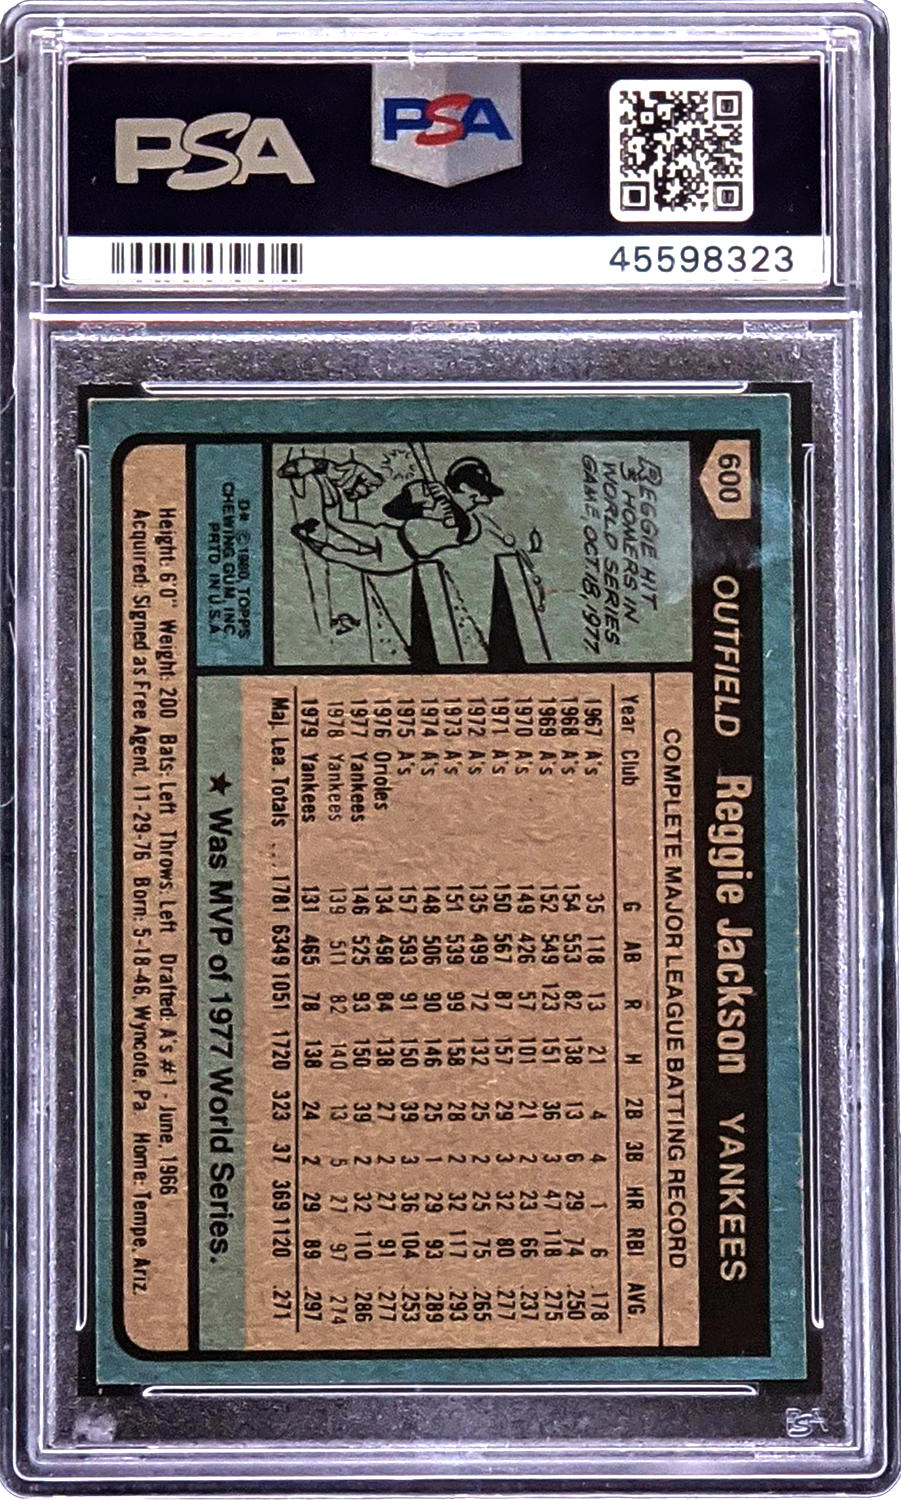 PSA
PSA
45598323
600 OUTFIELD Reggie Jackson YANKEES
REGGIE HIT
3 HOMERS IN
WORLD SERIES
GAME, OCT. 18, 1977
D* © 1980, TOPPS
CHEWING GUM, INC.
PRTD. IN U.S.A.
COMPLETE MAJOR LEAGUE BATTING RECORD
Year Club G AB R H 2B 3B HR RBI AVG.
1967 A's 35 118 13 21 4 4 1 6 .178
1968 A's 154 553 82 138 13 6 29 74 .250
1969 A's 152 549 123 151 36 3 47 118 .275
1970 A's 149 426 57 101 21 2 23 66 .237
1971 A's 150 567 87 157 29 3 32 80 .277
1972 A's 135 499 72 132 25 2 25 75 .265
1973 A's 151 539 99 158 28 2 32 117 .293
1974 A's 148 506 90 146 25 1 29 93 .289
1975 A's 157 593 91 150 39 3 36 104 .253
1976 Orioles 134 498 84 138 27 2 27 91 .277
1977 Yankees 146 525 93 150 39 2 32 110 .286
1978 Yankees 139 511 82 140 13 5 27 97 .274
1979 Yankees 131 465 78 138 24 2 29 89 .297
Maj. Lea. Totals ... 1781 6349 1051 1720 323 37 369 1120 .271
★ Was MVP of 1977 World Series.
Height: 6'0" Weight: 200 Bats: Left Throws: Left Drafted: A's #1 - June, 1966
Acquired: Signed as Free Agent, 11-29-76 Born: 5-18-46, Wyncote, Pa Home: Tempe, Ariz.
PSA